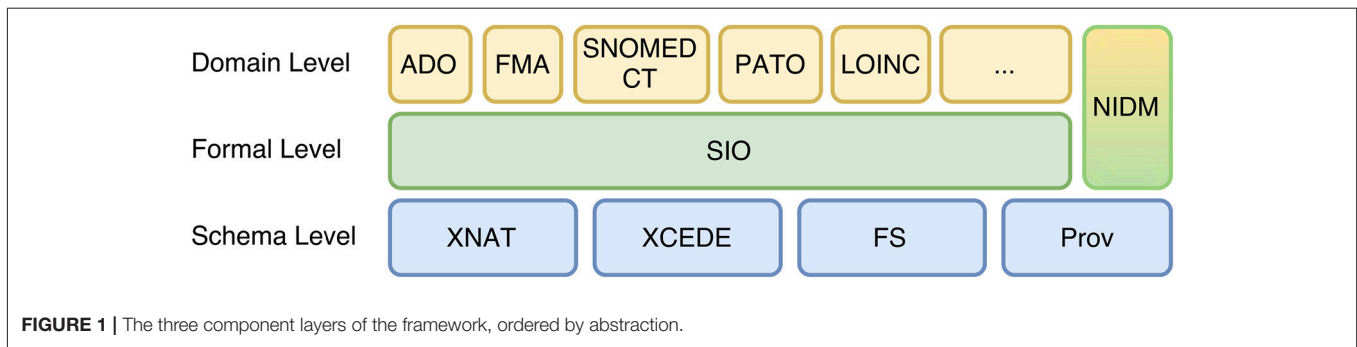 Domain Level
ADO
FMA
SNOMED
CT
PATO
LOINC
...
NIDM
Formal Level
SIO
Schema Level
XNAT
XCEDE
FS
Prov
FIGURE 1 | The three component layers of the framework, ordered by abstraction.